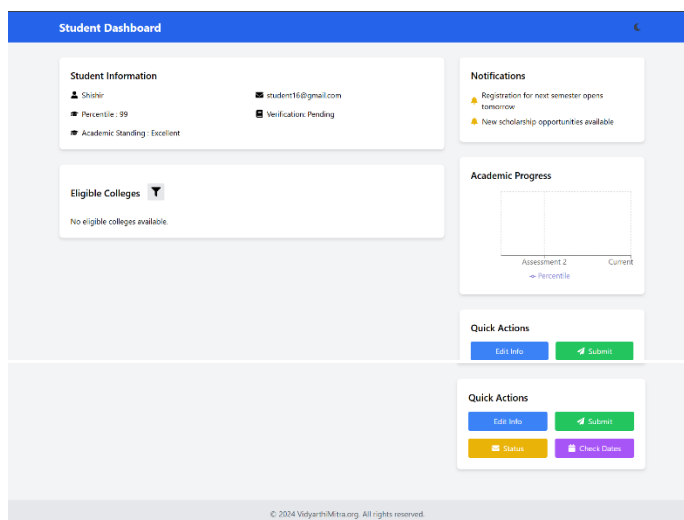 Student Dashboard
Student Information
Shishir
student16@gmail.com
Percentile : 99
Verification: Pending
Academic Standing : Excellent
Eligible Colleges
No eligible colleges available.
Notifications
Registration for next semester opens
tomorrow
New scholarship opportunities available
Academic Progress
Assessment 2
Current
Percentile
Quick Actions
Edit Info
Submit
Quick Actions
Edit Info
Submit
Status
Check Dates
© 2024 VidyarthiMitra.org. All rights reserved.